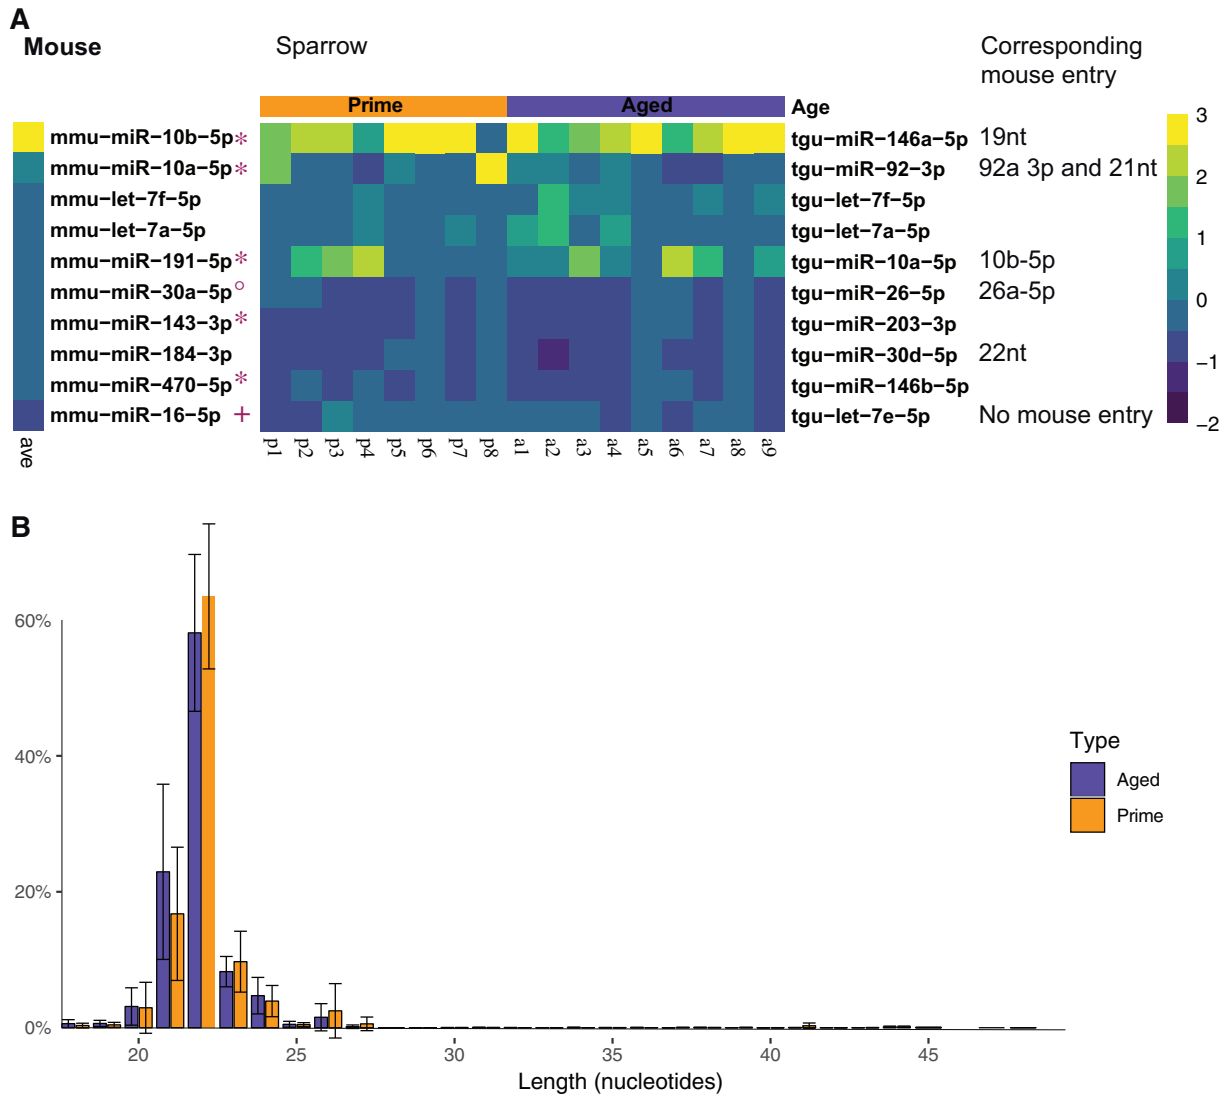 A
Mouse
Sparrow
Corresponding
mouse entry
Prime
Aged
Age
mmu-miR-10b-5p*
tgu-miR-146a-5p
19nt
mmu-miR-10a-5p*
tgu-miR-92-3p
92a 3p and 21nt
mmu-let-7f-5p
tgu-let-7f-5p
mmu-let-7a-5p
tgu-let-7a-5p
mmu-miR-191-5p*
tgu-miR-10a-5p
10b-5p
mmu-miR-30a-5p°
tgu-miR-26-5p
26a-5p
mmu-miR-143-3p*
tgu-miR-203-3p
mmu-miR-184-3p
tgu-miR-30d-5p
22nt
mmu-miR-470-5p*
tgu-miR-146b-5p
mmu-miR-16-5p +
tgu-let-7e-5p
No mouse entry
3
2
1
0
−1
−2
ave
p1 p2 p3 p4 p5 p6 p7 p8 a1 a2 a3 a4 a5 a6 a7 a8 a9
B
60%
40%
20%
0%
20 25 30 35 40 45
Length (nucleotides)
Type
Aged
Prime